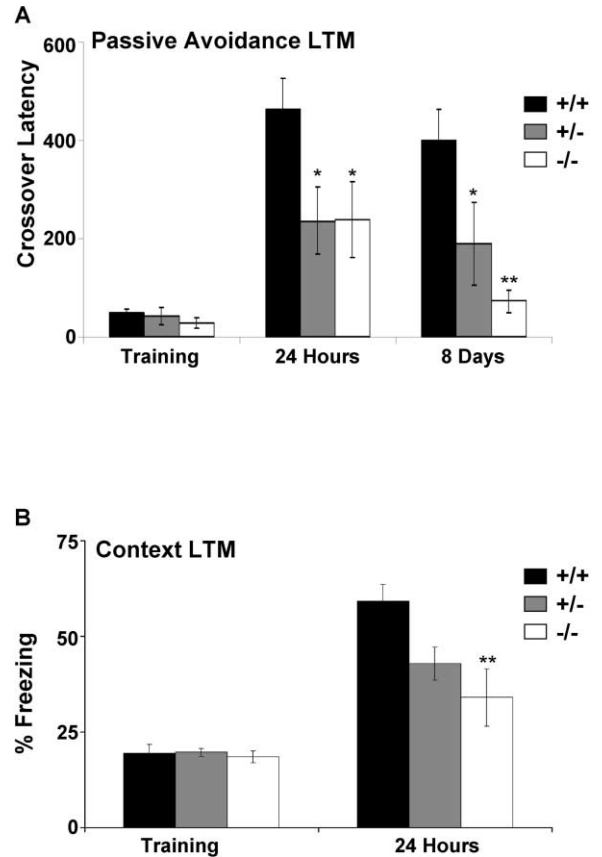 A
Passive Avoidance LTM
Crossover Latency
600
400
200
0
+/+
+/-
-/-
*
*
*
**
Training
24 Hours
8 Days
B
Context LTM
% Freezing
75
50
25
0
+/+
+/-
-/-
**
Training
24 Hours